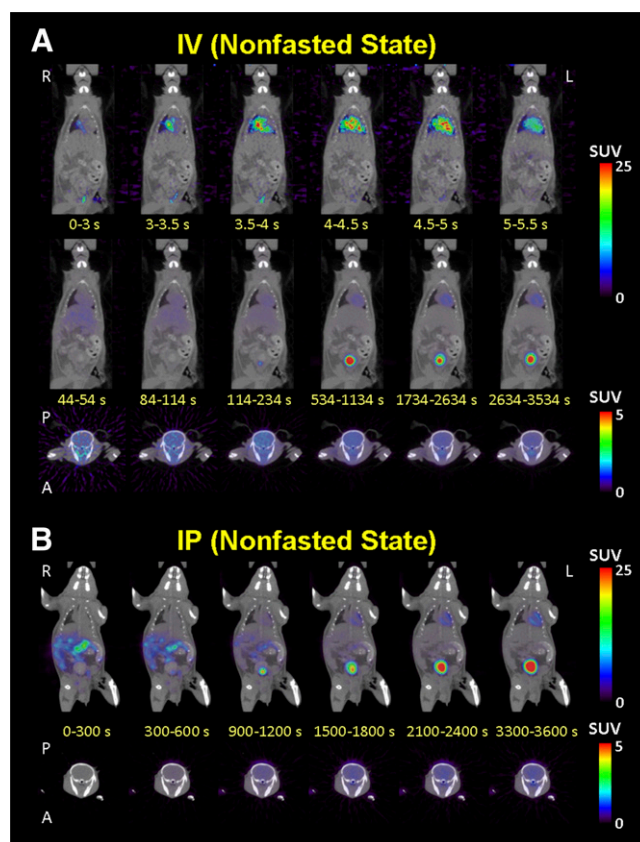 A
IV (Nonfasted State)
R
L
SUV
25
0
0-3 s
3-3.5 s
3.5-4 s
4-4.5 s
4.5-5 s
5-5.5 s
44-54 s
84-114 s
114-234 s
534-1134 s
1734-2634 s
2634-3534 s
SUV
5
0
P
A
B
IP (Nonfasted State)
R
L
SUV
25
0
0-300 s
300-600 s
900-1200 s
1500-1800 s
2100-2400 s
3300-3600 s
SUV
5
0
P
A